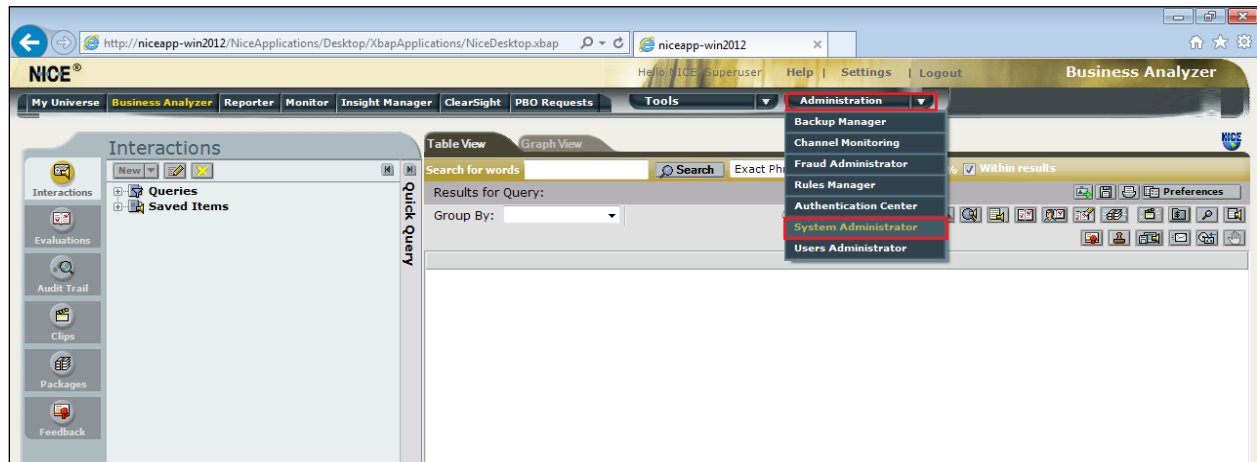 http://niceapp-win2012/NiceApplications/Desktop/XbapApplications/NiceDesktop.xbap
niceapp-win2012
NICE®
Hello NICE Superuser Help | Settings | Logout
Business Analyzer
My Universe Business Analyzer Reporter Monitor Insight Manager ClearSight PBO Requests
Tools
Administration
Backup Manager
Channel Monitoring
Fraud Administrator
Rules Manager
Authentication Center
System Administrator
Users Administrator
NICE
Interactions
New
Queries
Saved Items
Quick Query
Table View
Graph View
Search for words
Search
Exact
% Within results
Results for Query:
Preferences
Group By:
Interactions
Evaluations
Audit Trail
Clips
Packages
Feedback